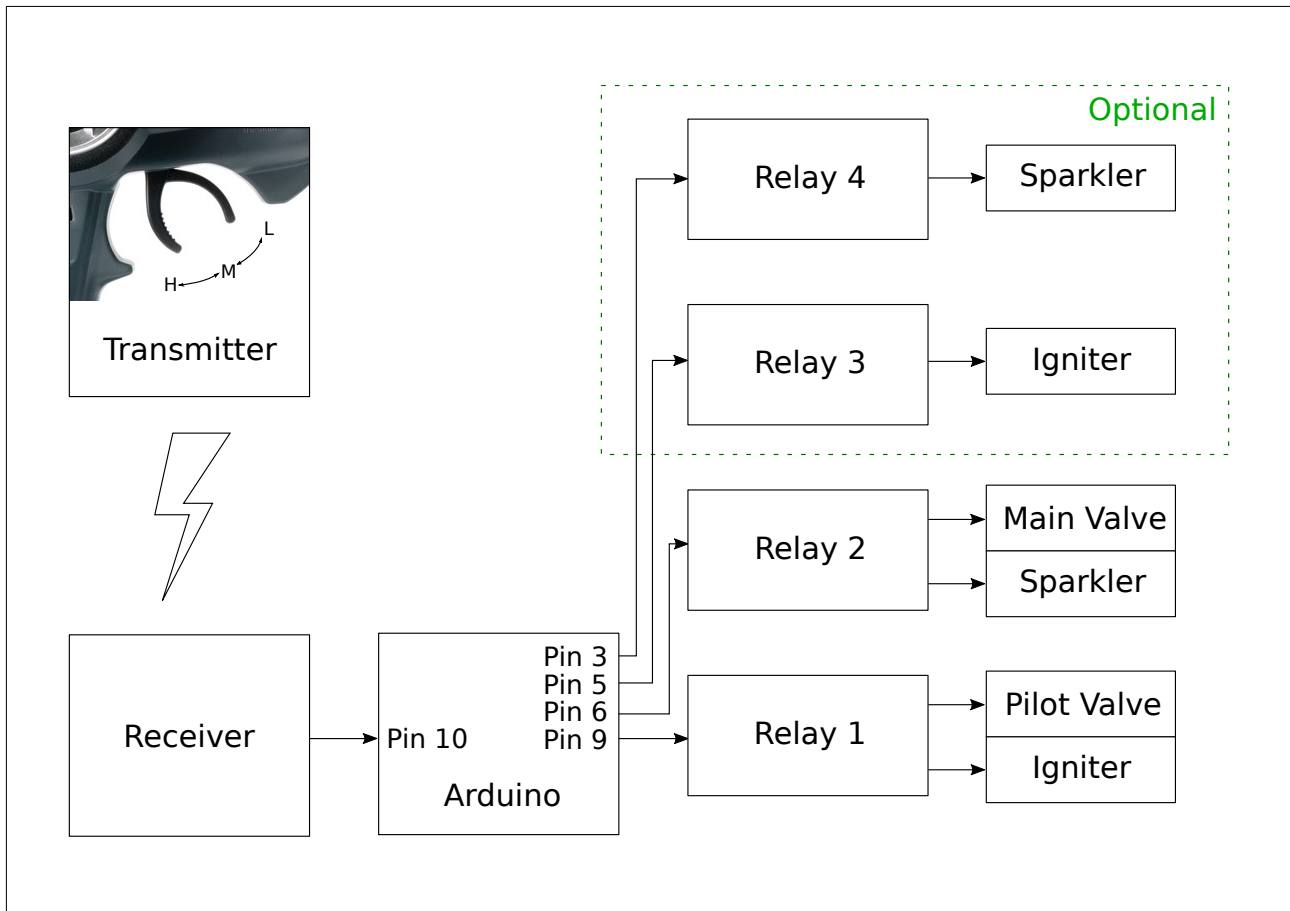 Optional
Relay 4
Sparkler
L
M
H
Transmitter
Relay 3
Igniter
Relay 2
Main Valve
Sparkler
Receiver
Pin 10
Pin 3
Pin 5
Pin 6
Pin 9
Arduino
Relay 1
Pilot Valve
Igniter